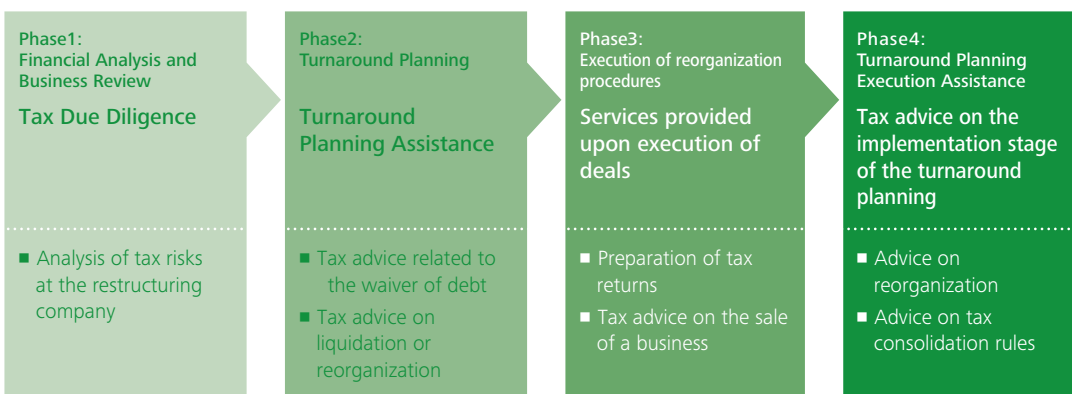 Phase1:
Financial Analysis and
Business Review
Tax Due Diligence
■ Analysis of tax risks
at the restructuring
company
Phase2:
Turnaround Planning
Turnaround
Planning Assistance
■ Tax advice related to
the waiver of debt
■ Tax advice on
liquidation or
reorganization
Phase3:
Execution of reorganization
procedures
Services provided
upon execution of
deals
■ Preparation of tax
returns
■ Tax advice on the sale
of a business
Phase4:
Turnaround Planning
Execution Assistance
Tax advice on the
implementation stage
of the turnaround
planning
■ Advice on
reorganization
■ Advice on tax
consolidation rules